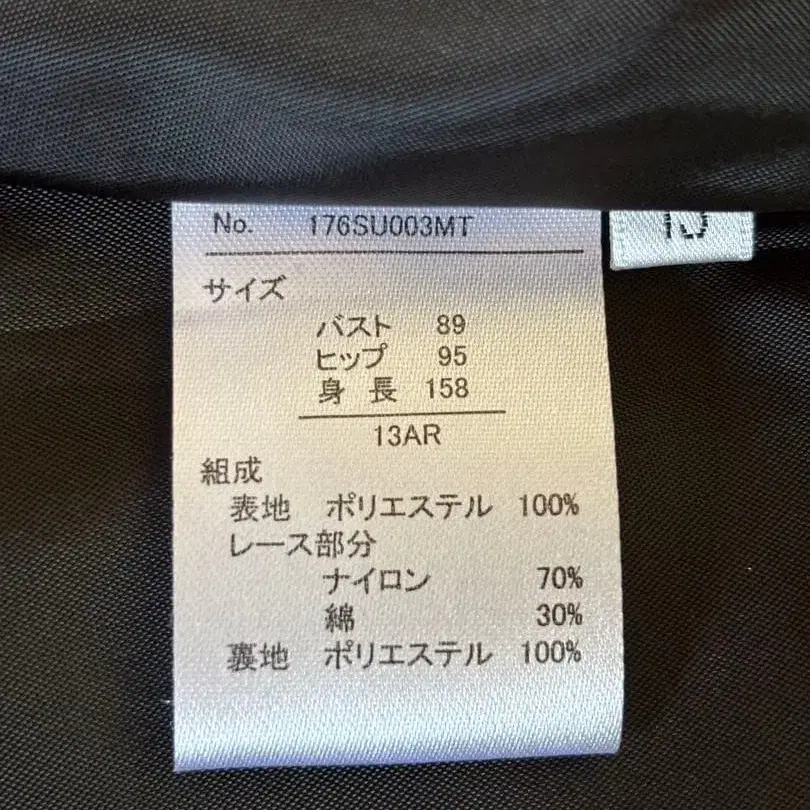 No. 176SU003MT
サイズ
バスト 89
ヒップ 95
身長 158
13AR
組成
表地 ポリエステル 100%
レース部分
ナイロン 70%
綿 30%
裏地 ポリエステル 100%